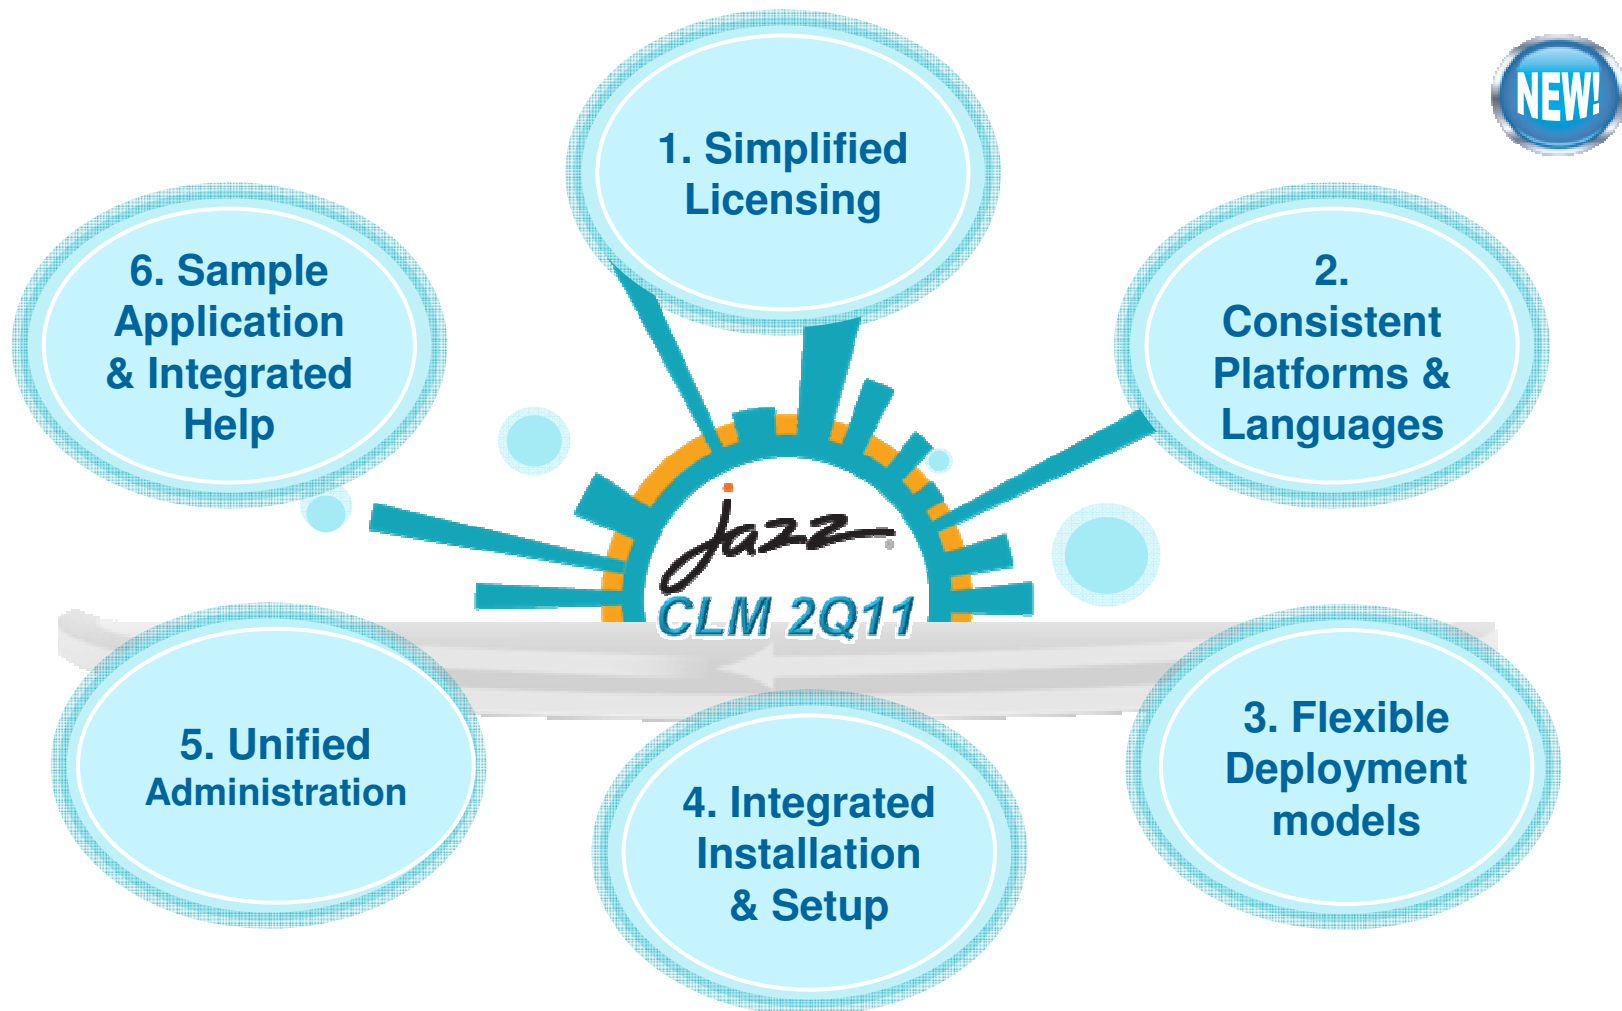 NEW!
1. Simplified
Licensing
2.
Consistent
Platforms &
Languages
3. Flexible
Deployment
models
4. Integrated
Installation
& Setup
5. Unified
Administration
6. Sample
Application
& Integrated
Help
jazz
CLM 2Q11